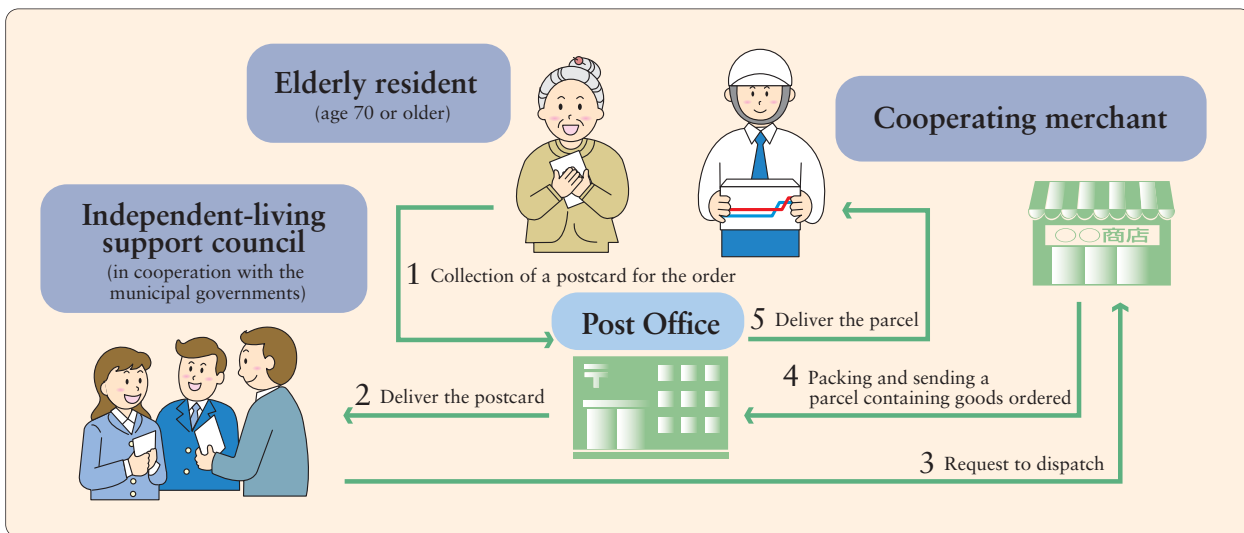 Elderly resident
(age 70 or older)
Cooperating merchant
Independent-living
support council
(in cooperation with the
municipal governments)
○○商店
1 Collection of a postcard for the order
Post Office
5 Deliver the parcel
2 Deliver the postcard
4 Packing and sending a
parcel containing goods ordered
3 Request to dispatch